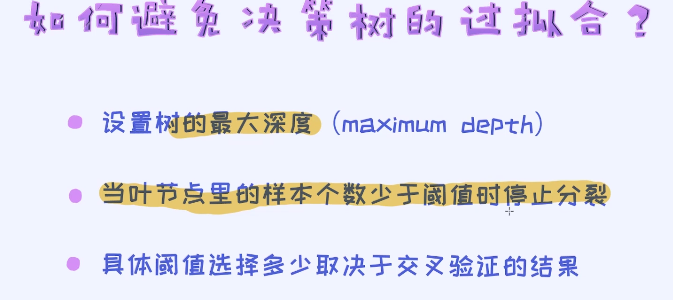 如何避免决策树的过拟合？
设置树的最大深度（maximum depth）
当叶节点里的样本个数少于阈值时停止分裂
具体阈值选择多少取决于交叉验证的结果